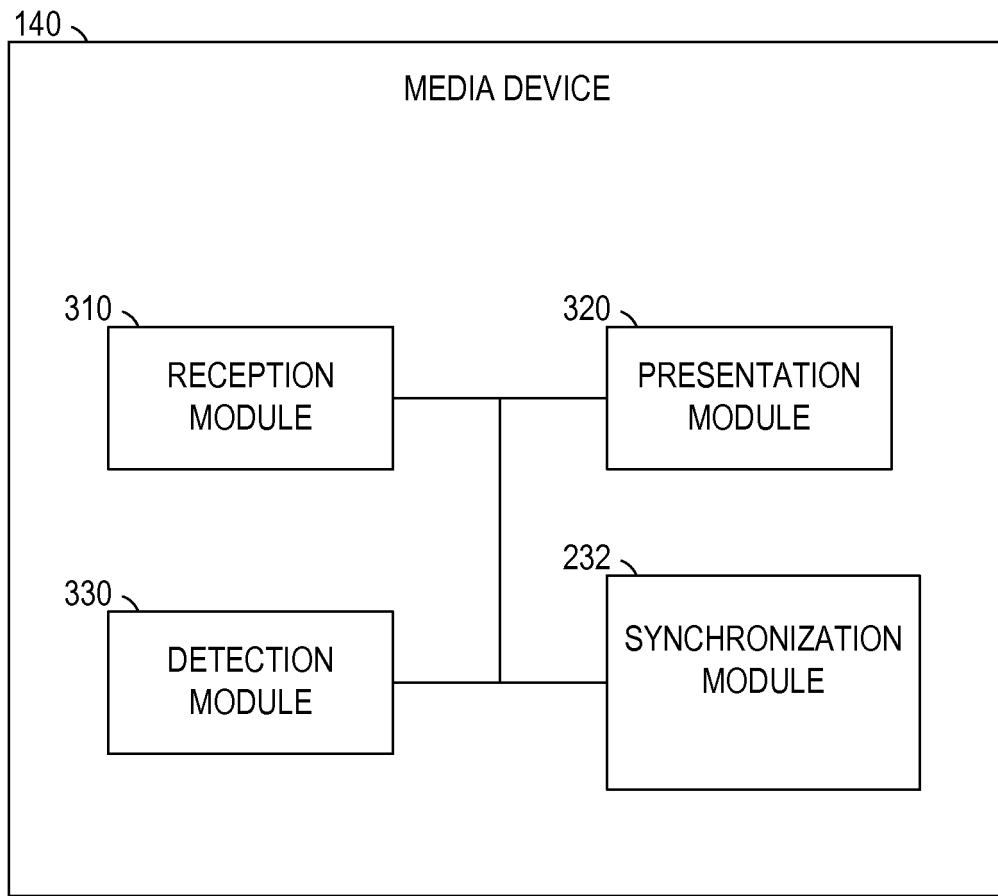 140
MEDIA DEVICE
310
RECEPTION
MODULE
320
PRESENTATION
MODULE
330
DETECTION
MODULE
232
SYNCHRONIZATION
MODULE